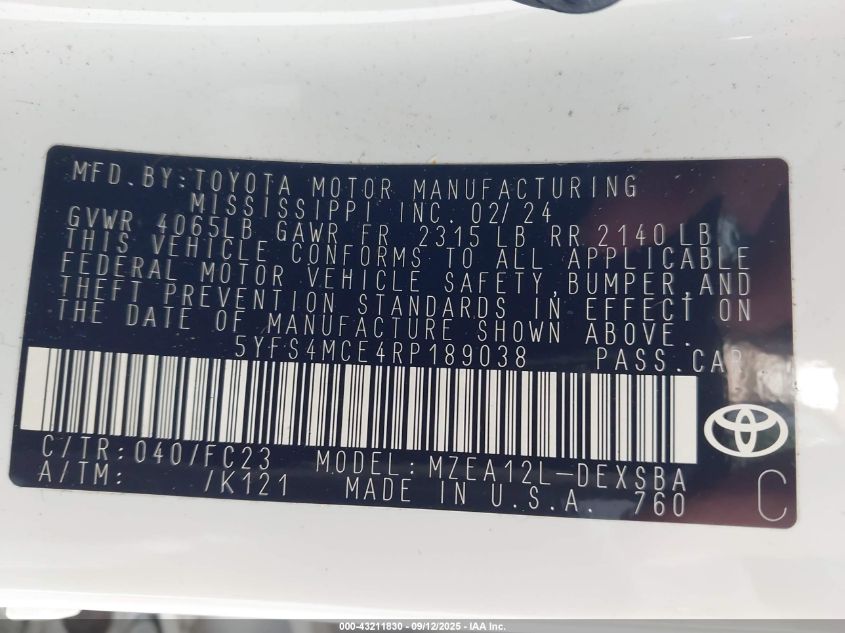 MFD.BY:TOYOTA MOTOR MANUFACTURING
MISSISSIPPI INC. 02/24
GVWR 4065LB GAWR FR 2315 LB RR 2140 LB
THIS VEHICLE CONFORMS TO ALL APPLICABLE
FEDERAL MOTOR VEHICLE SAFETY, BUMPER, AND
THEFT PREVENTION STANDARDS IN EFFECT ON
THE DATE OF MANUFACTURE SHOWN ABOVE.
5YFS4MCE4RP189038 PASS.CAR
C/TR:040/FC23 MODEL:MZEA12L-DEXSBA
A/TM: /K121 MADE IN U.S.A. 760
C
000-43211830 - 09/12/2025 - IAA Inc.